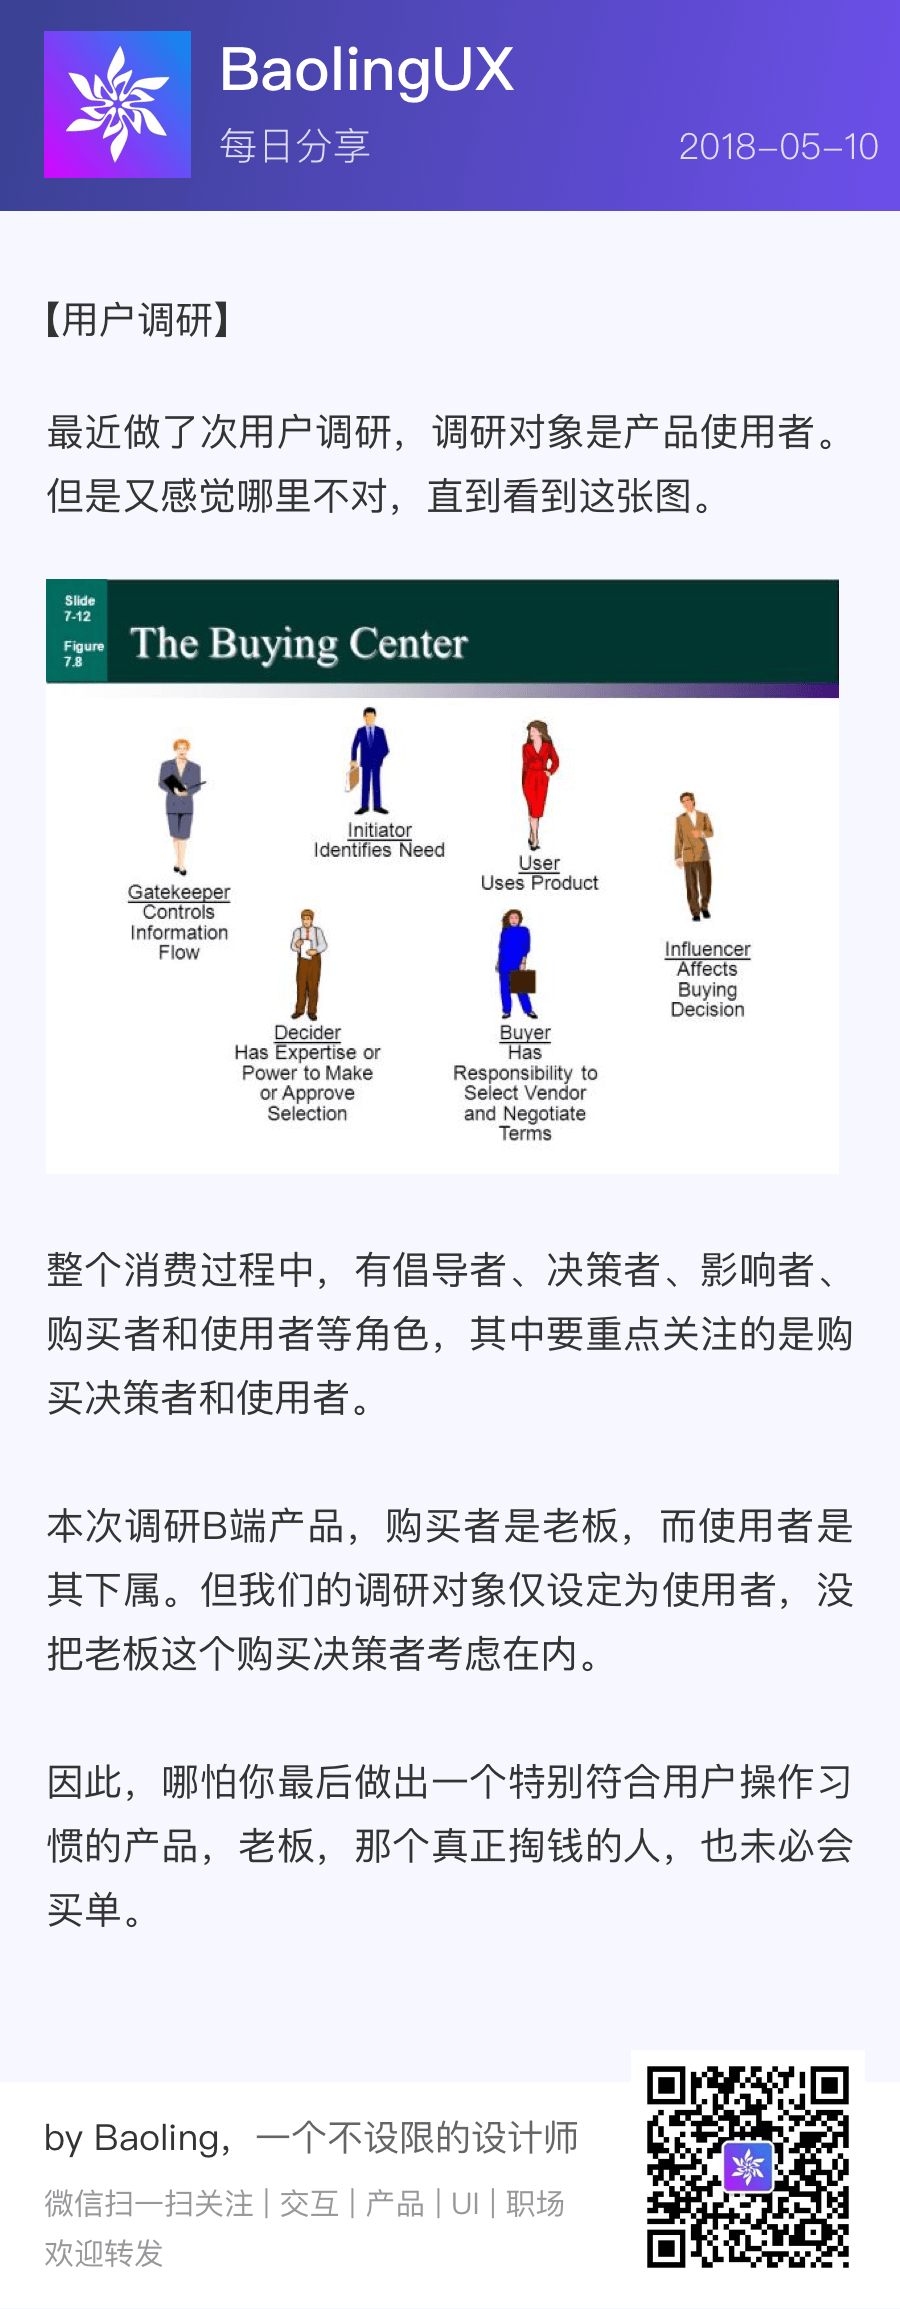 BaolingUX
每日分享
2018-05-10
【用户调研】
最近做了次用户调研，调研对象是产品使用者。
但是又感觉哪里不对，直到看到这张图。
Slide
7-12
Figure
7.8
The Buying Center
Gatekeeper
Controls
Information
Flow
Initiator
Identifies Need
User
Uses Product
Influencer
Affects
Buying
Decision
Decider
Has Expertise or
Power to Make
or Approve
Selection
Buyer
Has
Responsibility to
Select Vendor
and Negotiate
Terms
整个消费过程中，有倡导者、决策者、影响者、
购买者和使用者等角色，其中要重点关注的是购
买决策者和使用者。
本次调研B端产品，购买者是老板，而使用者是
其下属。但我们的调研对象仅设定为使用者，没
把老板这个购买决策者考虑在内。
因此，哪怕你最后做出一个特别符合用户操作习
惯的产品，老板，那个真正掏钱的人，也未必会
买单。
by Baoling，一个不设限的设计师
微信扫一扫关注 | 交互 | 产品 | UI | 职场
欢迎转发